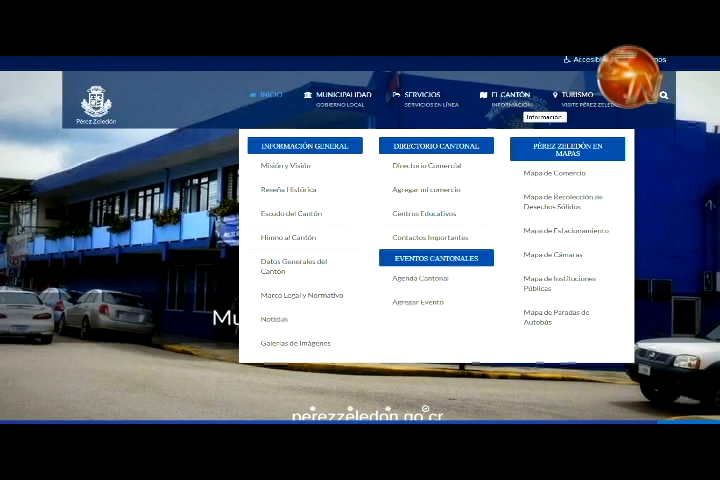 INICIO
MUNICIPALIDAD
GOBIERNO LOCAL
SERVICIOS
SERVICIOS EN LÍNEA
EL CANTÓN
INFORMACIÓN
TURISMO
VISITE PÉREZ
Pérez Zeledón
Información
INFORMACIÓN GENERAL
Misión y Visión
Reseña Histórica
Escudo del Cantón
Himno al Cantón
Datos Generales del
Cantón
Marco Legal y Normativo
Noticias
Galerías de Imágenes
DIRECTORIO CANTONAL
Directorio Comercial
Agregar mi comercio
Centros Educativos
Contactos Importantes
EVENTOS CANTONALES
Agenda Cantonal
Agregar Evento
PÉREZ ZELEDÓN EN
MAPAS
Mapa de Comercio
Mapa de Recolección de
Desechos Sólidos
Mapa de Estacionamiento
Mapa de Cámaras
Mapa de Instituciones
Públicas
Mapa de Paradas de
Autobús
perezzeledon.go.cr